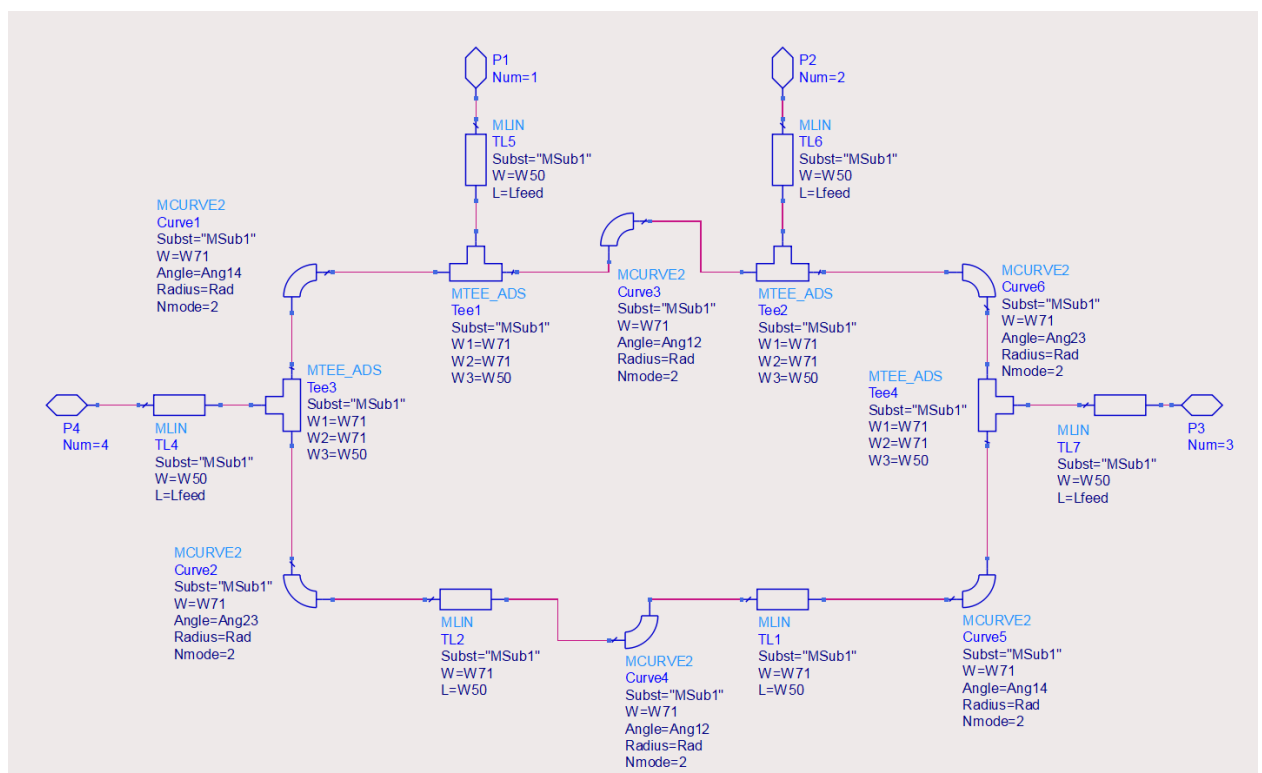 P1
Num=1
P2
Num=2
MLIN
TL5
Subst="MSub1"
W=W50
L=Lfeed
MLIN
TL6
Subst="MSub1"
W=W50
L=Lfeed
MCURVE2
Curve1
Subst="MSub1"
W=W71
Angle=Ang14
Radius=Rad
Nmode=2
MTEE_ADS
Tee1
Subst="MSub1"
W1=W71
W2=W71
W3=W50
MCURVE2
Curve3
Subst="MSub1"
W=W71
Angle=Ang12
Radius=Rad
Nmode=2
MTEE_ADS
Tee2
Subst="MSub1"
W1=W71
W2=W71
W3=W50
MCURVE2
Curve6
Subst="MSub1"
W=W71
Angle=Ang23
Radius=Rad
Nmode=2
MTEE_ADS
Tee3
Subst="MSub1"
W1=W71
W2=W71
W3=W50
MTEE_ADS
Tee4
Subst="MSub1"
W1=W71
W2=W71
W3=W50
P4
Num=4
MLIN
TL4
Subst="MSub1"
W=W50
L=Lfeed
MLIN
TL7
Subst="MSub1"
W=W50
L=Lfeed
P3
Num=3
MCURVE2
Curve2
Subst="MSub1"
W=W71
Angle=Ang23
Radius=Rad
Nmode=2
MLIN
TL2
Subst="MSub1"
W=W71
L=W50
MCURVE2
Curve4
Subst="MSub1"
W=W71
Angle=Ang12
Radius=Rad
Nmode=2
MLIN
TL1
Subst="MSub1"
W=W71
L=W50
MCURVE2
Curve5
Subst="MSub1"
W=W71
Angle=Ang14
Radius=Rad
Nmode=2